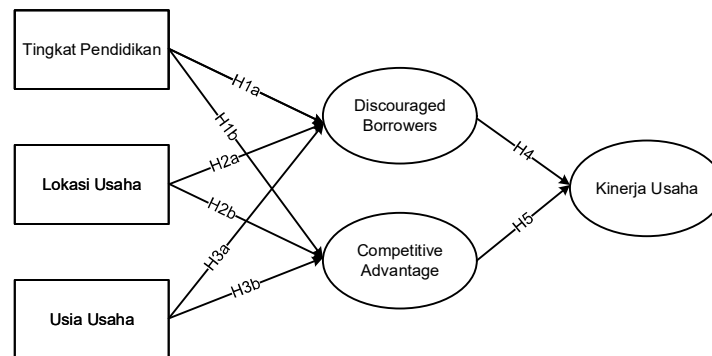 Tingkat Pendidikan
H1a
H1b
Discouraged
Borrowers
Lokasi Usaha
H2a
H2b
H4
Kinerja Usaha
H5
H3a
H3b
Competitive
Advantage
Usia Usaha